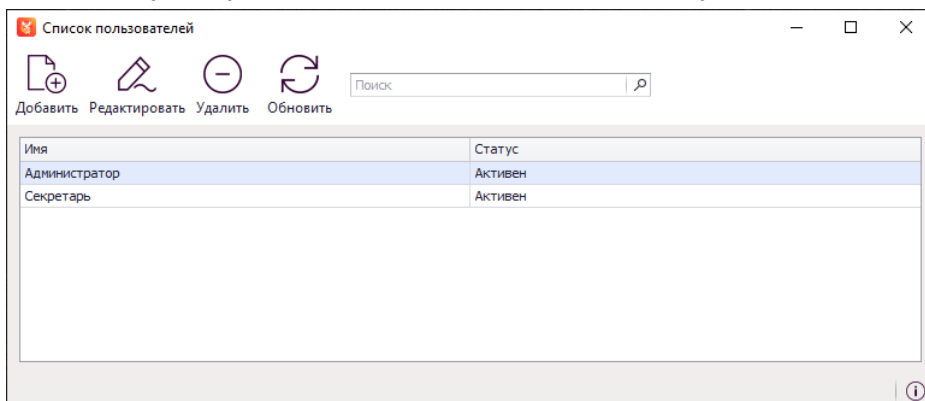 Список пользователей
Добавить Редактировать Удалить Обновить
Поиск
Имя Статус
Администратор Активен
Секретарь Активен